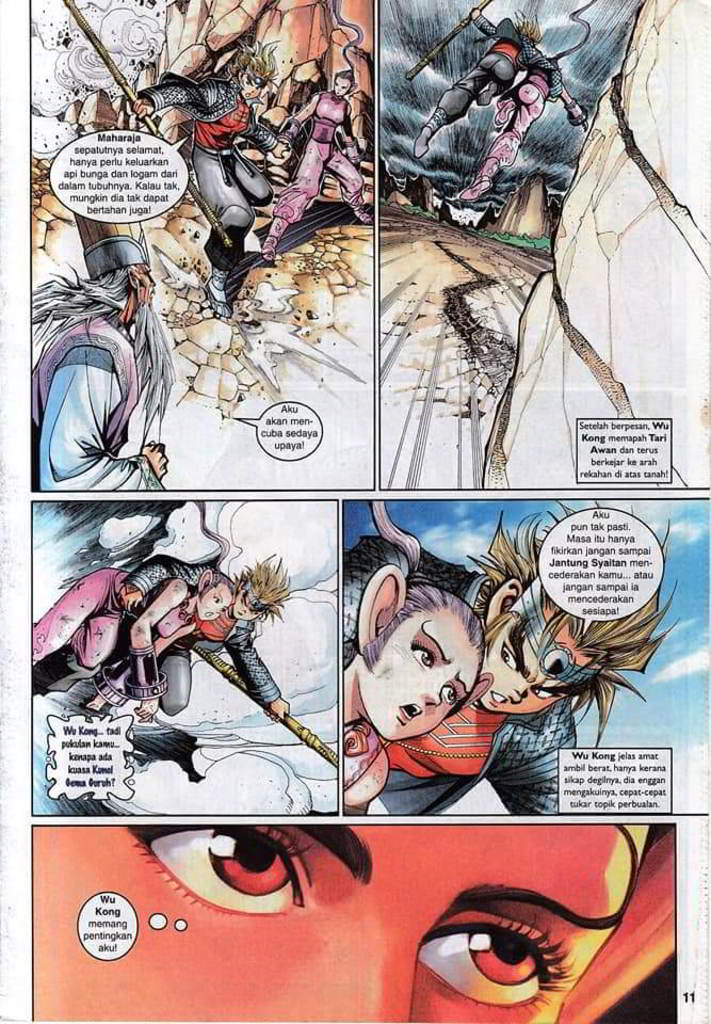 Maharaja
sepatutnya selamat,
hanya perlu keluarkan
api bunga dan logam dari
dalam tubuhnya. Kalau tak,
mungkin dia tak dapat
bertahan juga!
Aku
akan men-
cuba sedaya
upaya!
Setelah berpesan, Wu
Kong memapah Tari
Awan dan terus
berkejar ke arah
rekahan di atas tanah!
Wu Kong... tadi
pukulan kamu...
kenapa ada
kuasa Kunci
Gema Guruh?
Aku
pun tak pasti.
Masa itu hanya
fikirkan jangan sampai
Jantung Syaitan men-
cederakan kamu... atau
jangan sampai ia
mencederakan
sesiapa!
Wu Kong jelas amat
ambil berat, hanya kerana
sikap degilnya, dia enggan
mengakuinya, cepat-cepat
tukar topik perbualan.
Wu
Kong
memang
pentingkan
aku!
11